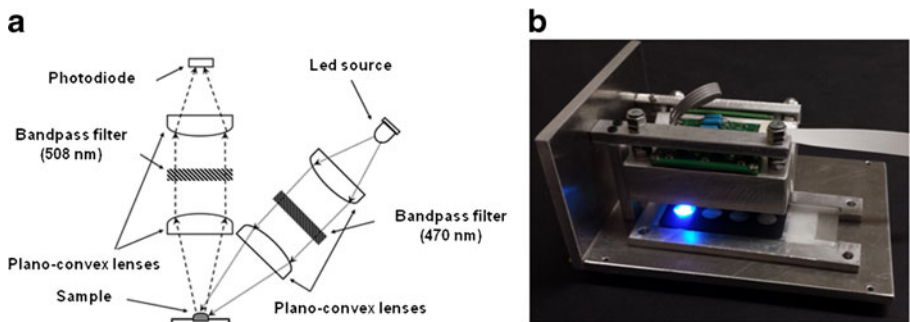 a
Photodiode
Led source
Bandpass filter
(508 nm)
Bandpass filter
(470 nm)
Plano-convex lenses
Sample
Plano-convex lenses
b